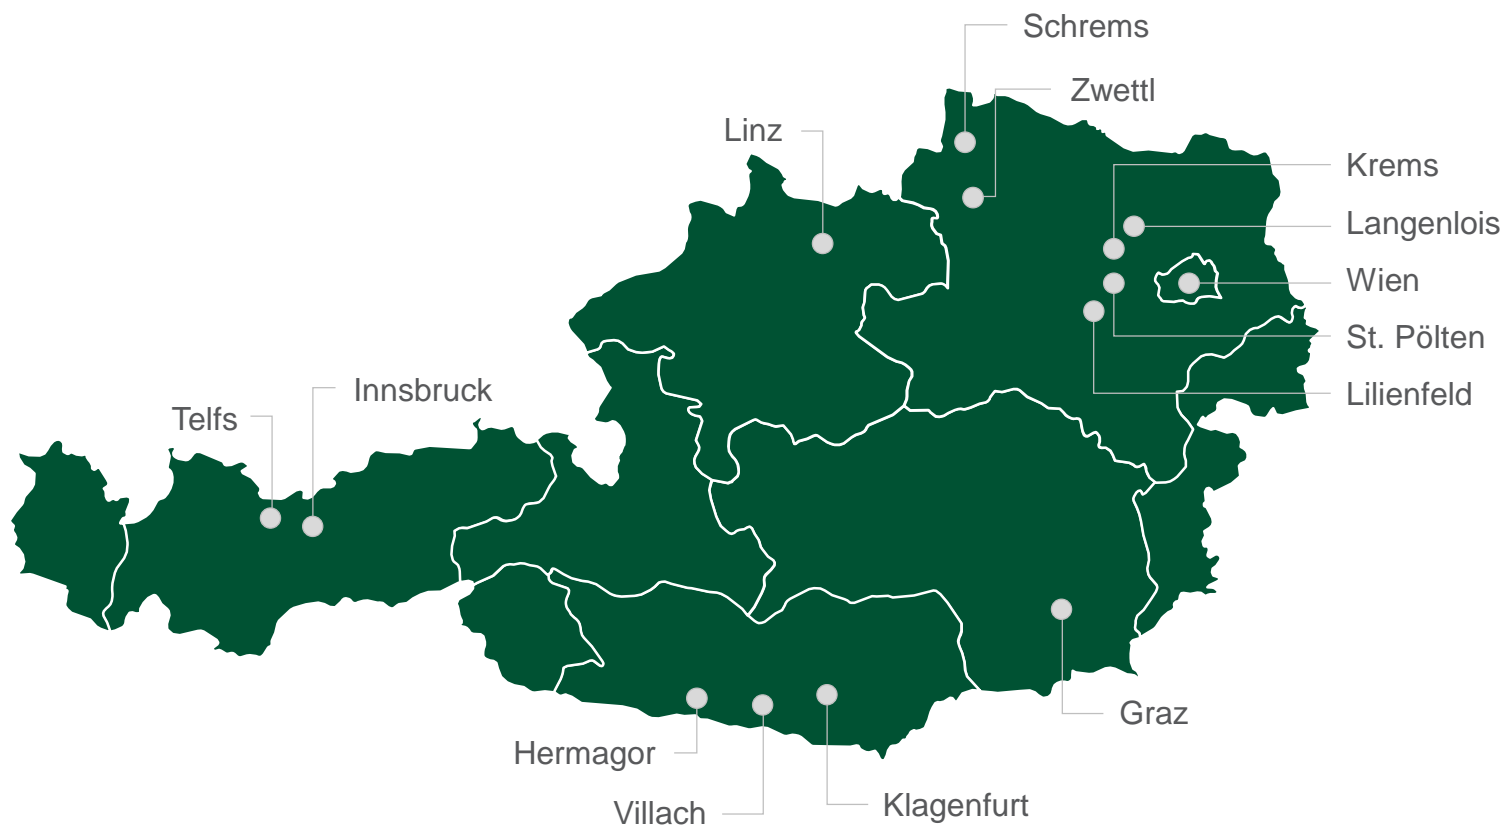 Schrems
Zwettl
Linz
Krems
Langenlois
Wien
St. Pölten
Lilienfeld
Innsbruck
Telfs
Graz
Hermagor
Villach
Klagenfurt